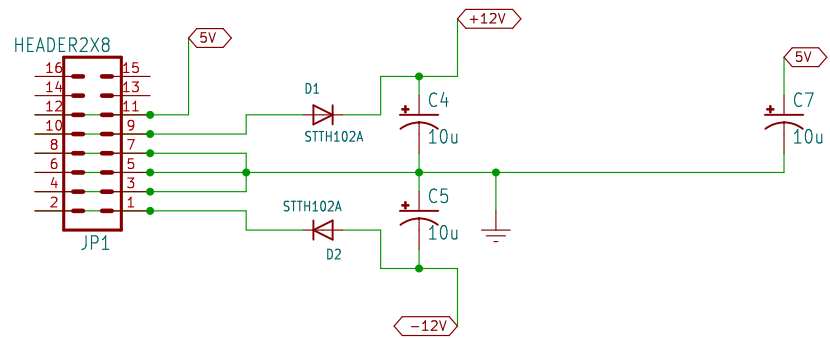 +12V
5V
HEADER2X8
5V
16 15
14 13
12 11
10 9
8 7
6 5
4 3
2 1
JP1
D1
STTH102A
C4
10u
C7
10u
STTH102A
D2
C5
10u
-12V